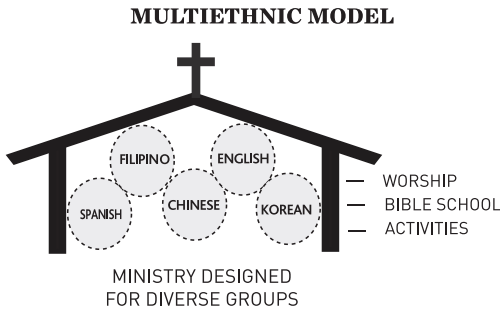 MULTIETHNIC MODEL
FILIPINO
ENGLISH
SPANISH
CHINESE
KOREAN
WORSHIP
BIBLE SCHOOL
ACTIVITIES
MINISTRY DESIGNED
FOR DIVERSE GROUPS